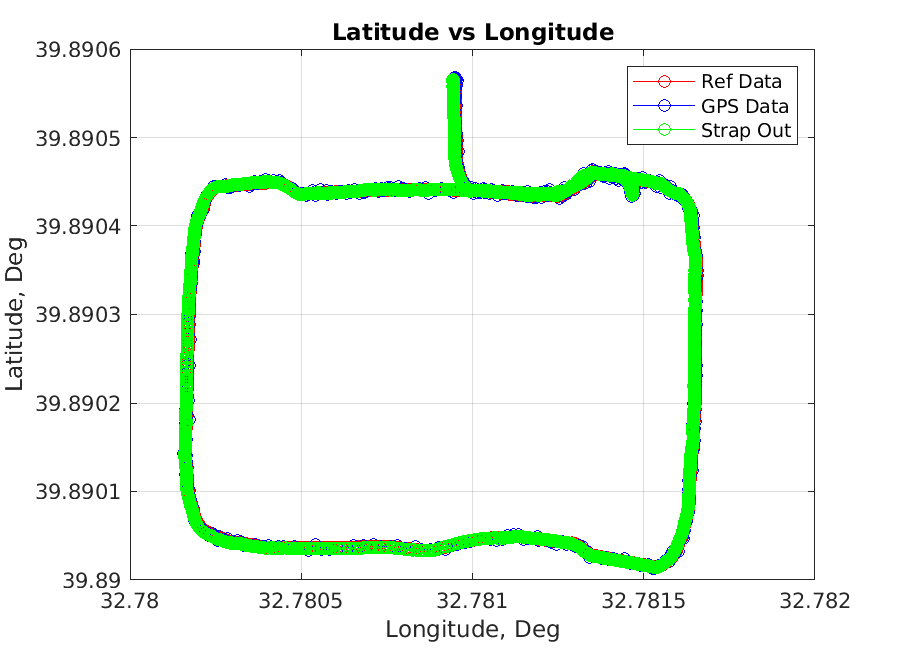 Latitude vs Longitude
39.8906
39.8905
39.8904
39.8903
39.8902
39.8901
39.89
Latitude, Deg
Ref Data
GPS Data
Strap Out
32.78
32.7805
32.781
32.7815
32.782
Longitude, Deg